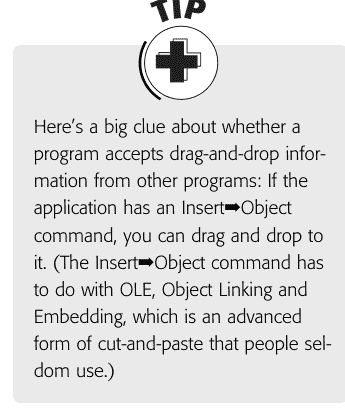 TIP
Here's a big clue about whether a
program accepts drag-and-drop infor-
mation from other programs: If the
application has an Insert➡Object
command, you can drag and drop to
it. (The Insert➡Object command has
to do with OLE, Object Linking and
Embedding, which is an advanced
form of cut-and-paste that people sel-
dom use.)